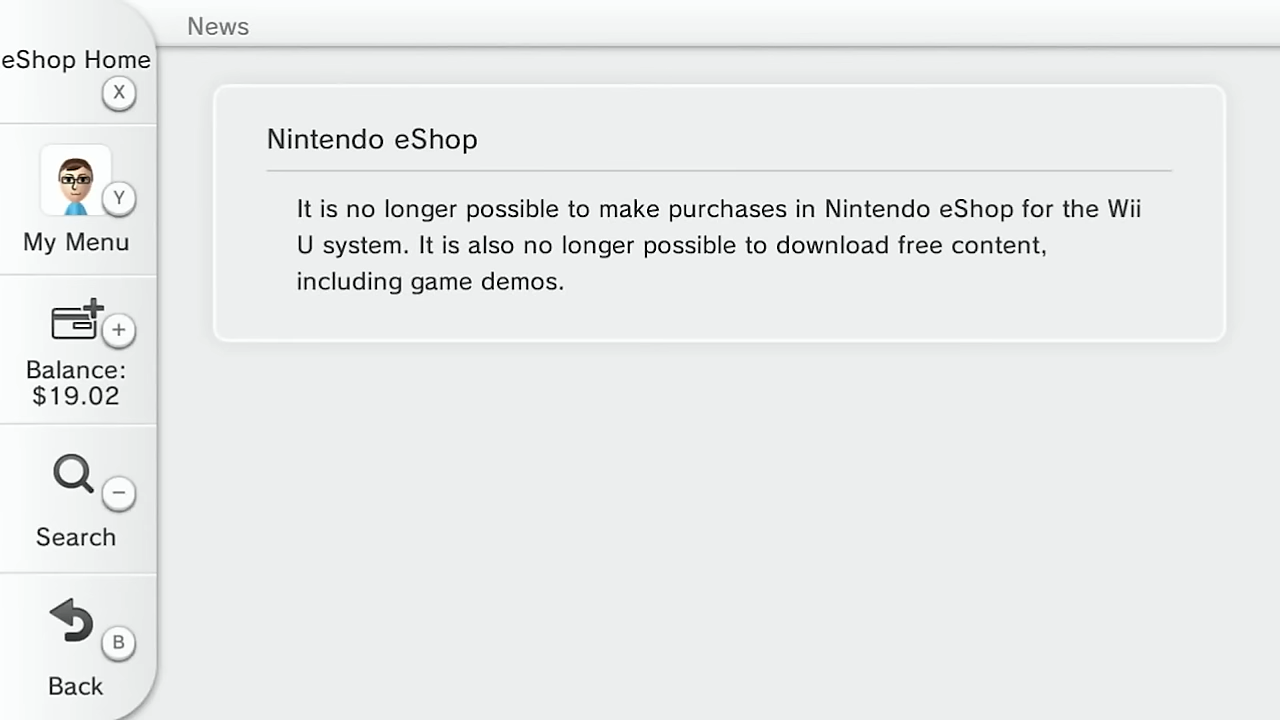 News
eShop Home
X
Y
My Menu
+
Balance:
$19.02
−
Search
B
Back
Nintendo eShop
It is no longer possible to make purchases in Nintendo eShop for the Wii
U system. It is also no longer possible to download free content,
including game demos.